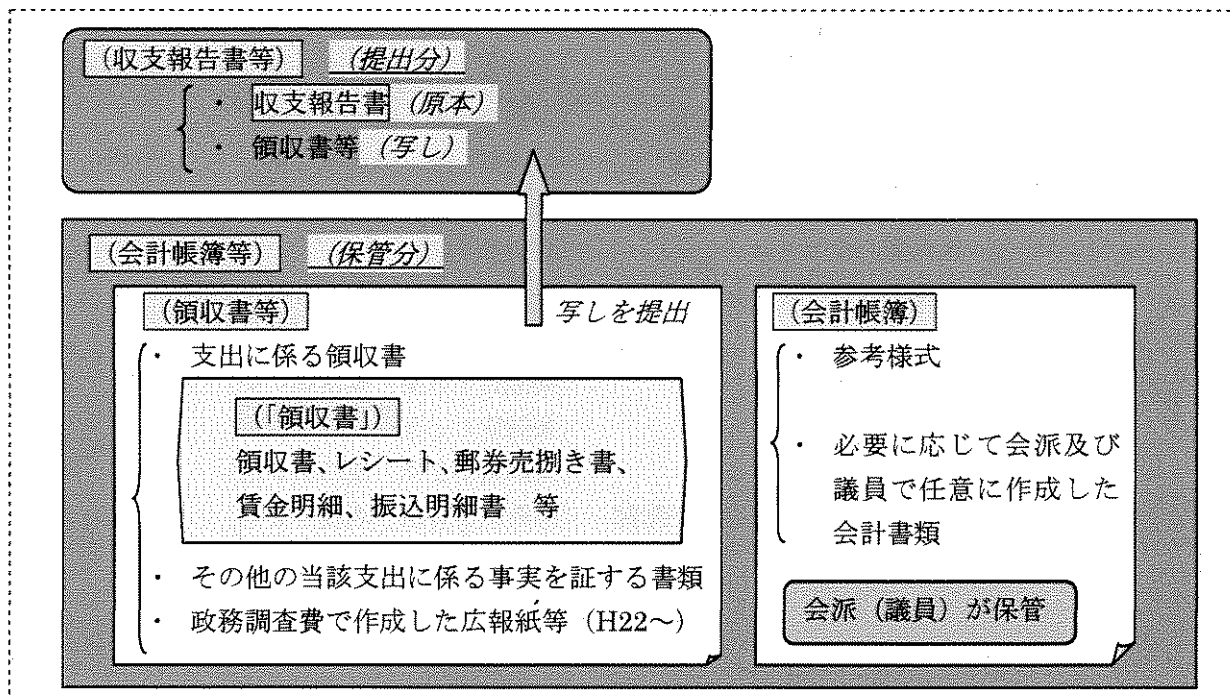 (収支報告書等) (提出分)
・ 収支報告書 (原本)
・ 領収書等 (写し)
(会計帳簿等) (保管分)
(領収書等) 写しを提出
・ 支出に係る領収書
(「領収書」)
領収書、レシート、郵券売捌き書、
賃金明細、振込明細書 等
・ その他の当該支出に係る事実を証する書類
・ 政務調査費で作成した広報紙等 (H22～)
(会計帳簿)
・ 参考様式
・ 必要に応じて会派及び
議員で任意に作成した
会計書類
会派 (議員) が保管